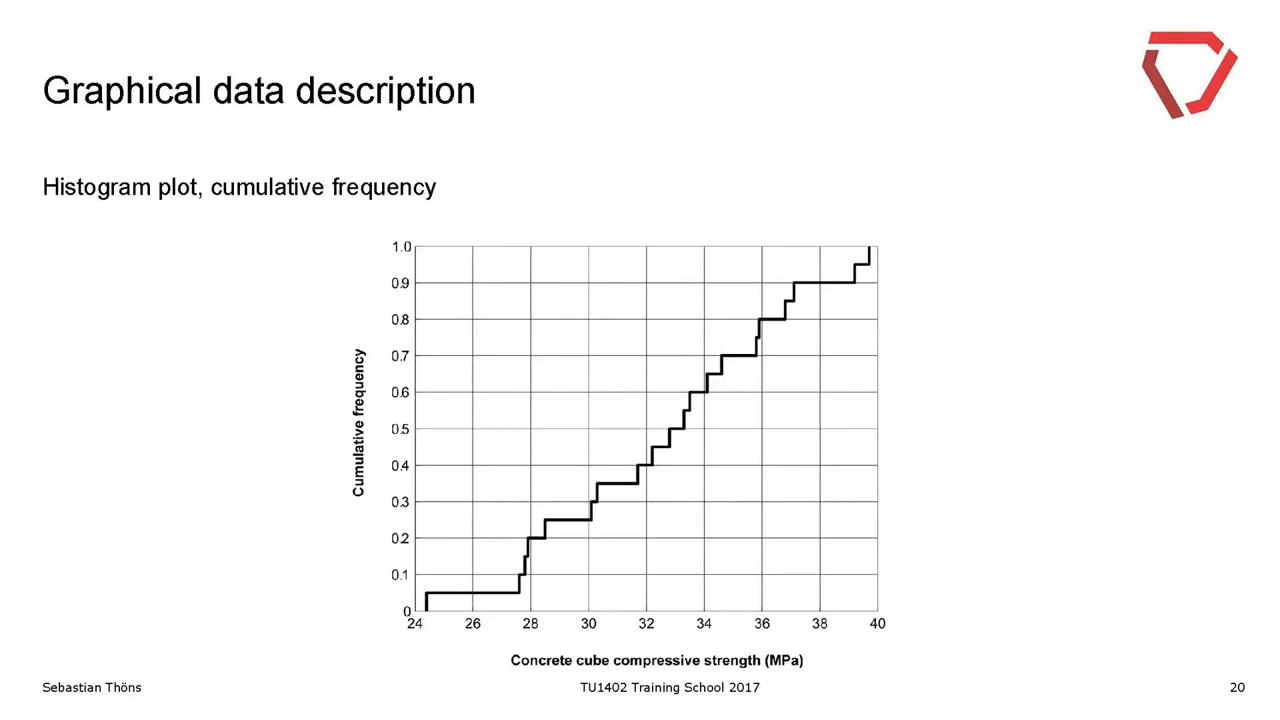 Graphical data description
Histogram plot, cumulative frequency
1.0
0.9
0.8
0.7
0.6
0.5
0.4
0.3
0.2
0.1
0
Cumulative frequency
24 26 28 30 32 34 36 38 40
Concrete cube compressive strength (MPa)
Sebastian Thöns TU1402 Training School 2017 20